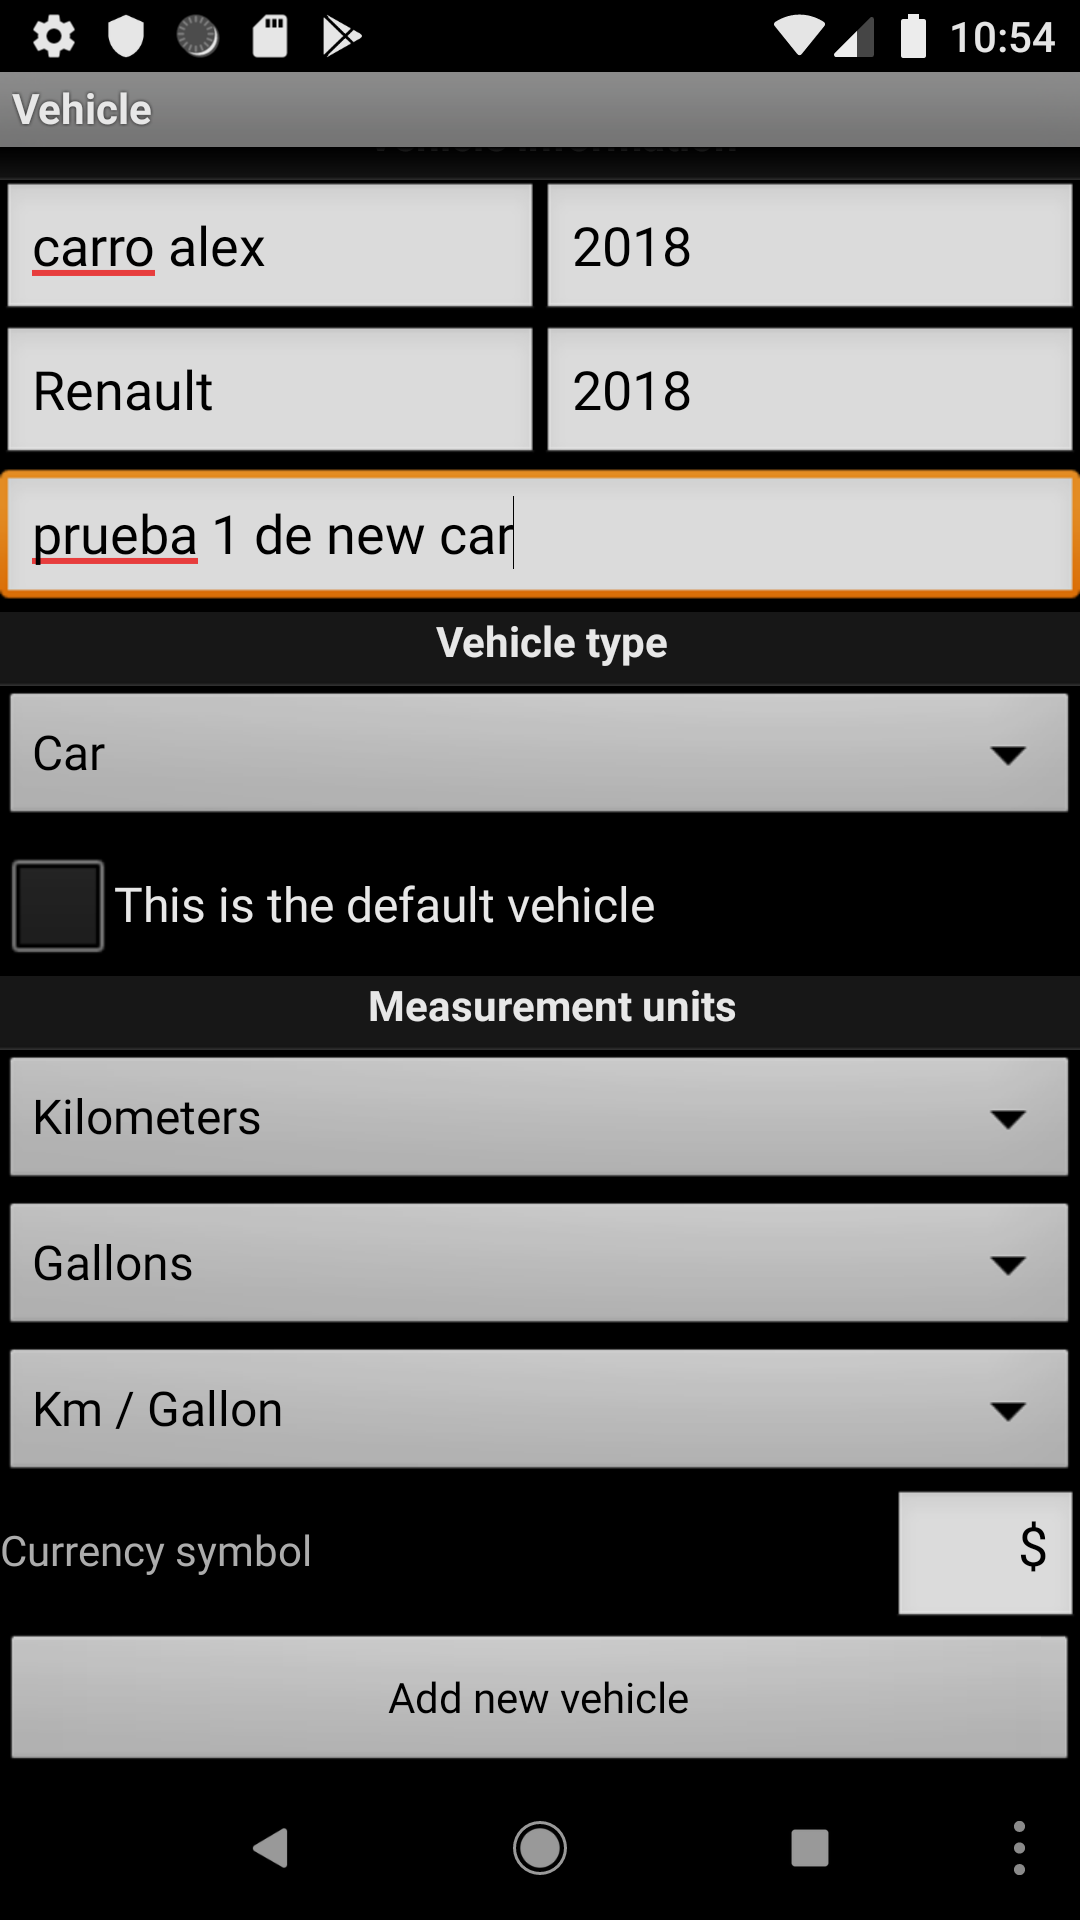 10:54
Vehicle
carro alex
2018
Renault
2018
prueba 1 de new car
Vehicle type
Car
This is the default vehicle
Measurement units
Kilometers
Gallons
Km / Gallon
Currency symbol
$
Add new vehicle